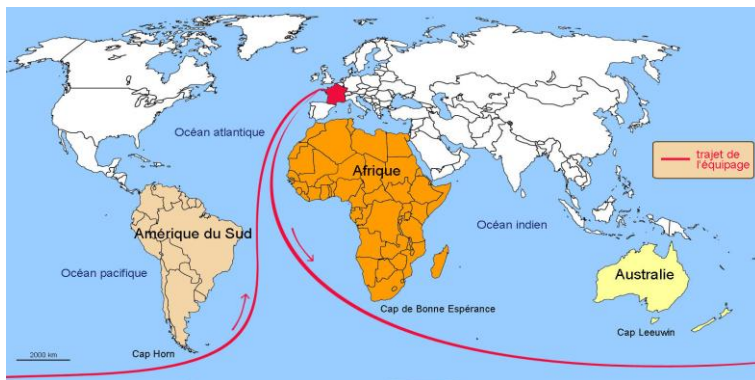 Océan atlantique
trajet de
l'équipage
Afrique
Amérique du Sud
Océan indien
Océan pacifique
Australie
Cap de Bonne Espérance
Cap Leeuwin
Cap Horn
2000 km